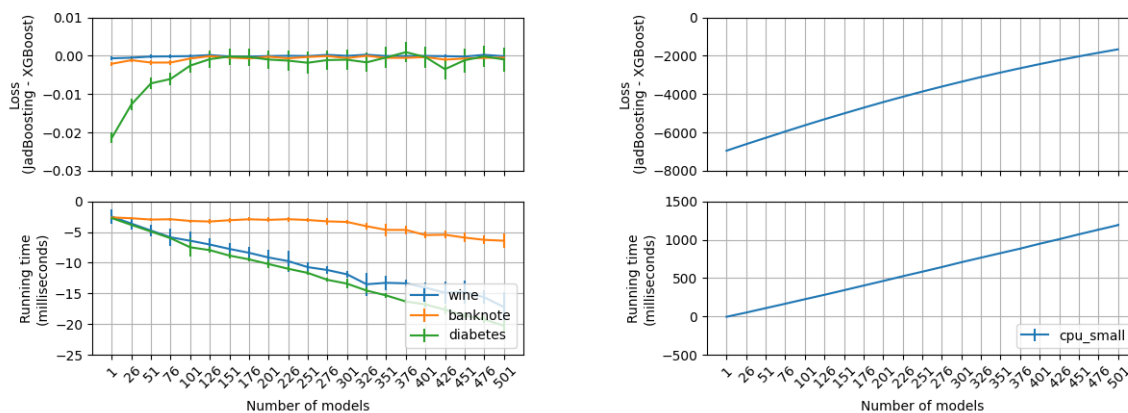 0.01
0.00
−0.01
−0.02
−0.03
Loss
(JadBoosting - XGBoost)
0
−2000
−4000
−6000
−8000
Loss
(JadBoosting - XGBoost)
0
−5
−10
−15
−20
−25
Running time
(milliseconds)
wine
banknote
diabetes
1 26 51 76 101 126 151 176 201 226 251 276 301 326 351 376 401 426 451 476 501
Number of models
1500
1000
500
0
−500
Running time
(milliseconds)
cpu_small
1 26 51 76 101 126 151 176 201 226 251 276 301 326 351 376 401 426 451 476 501
Number of models